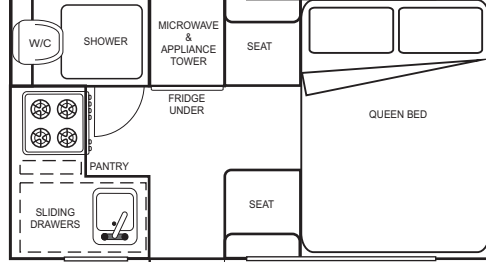 W/C
SHOWER
MICROWAVE
&
APPLIANCE
TOWER
SEAT
FRIDGE
UNDER
QUEEN BED
PANTRY
SLIDING
DRAWERS
SEAT